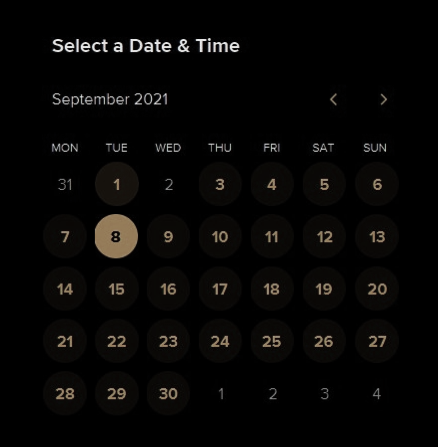 Select a Date & Time
September 2021
MON TUE WED THU FRI SAT SUN
31 1 2 3 4 5 6
7 8 9 10 11 12 13
14 15 16 17 18 19 20
21 22 23 24 25 26 27
28 29 30 1 2 3 4